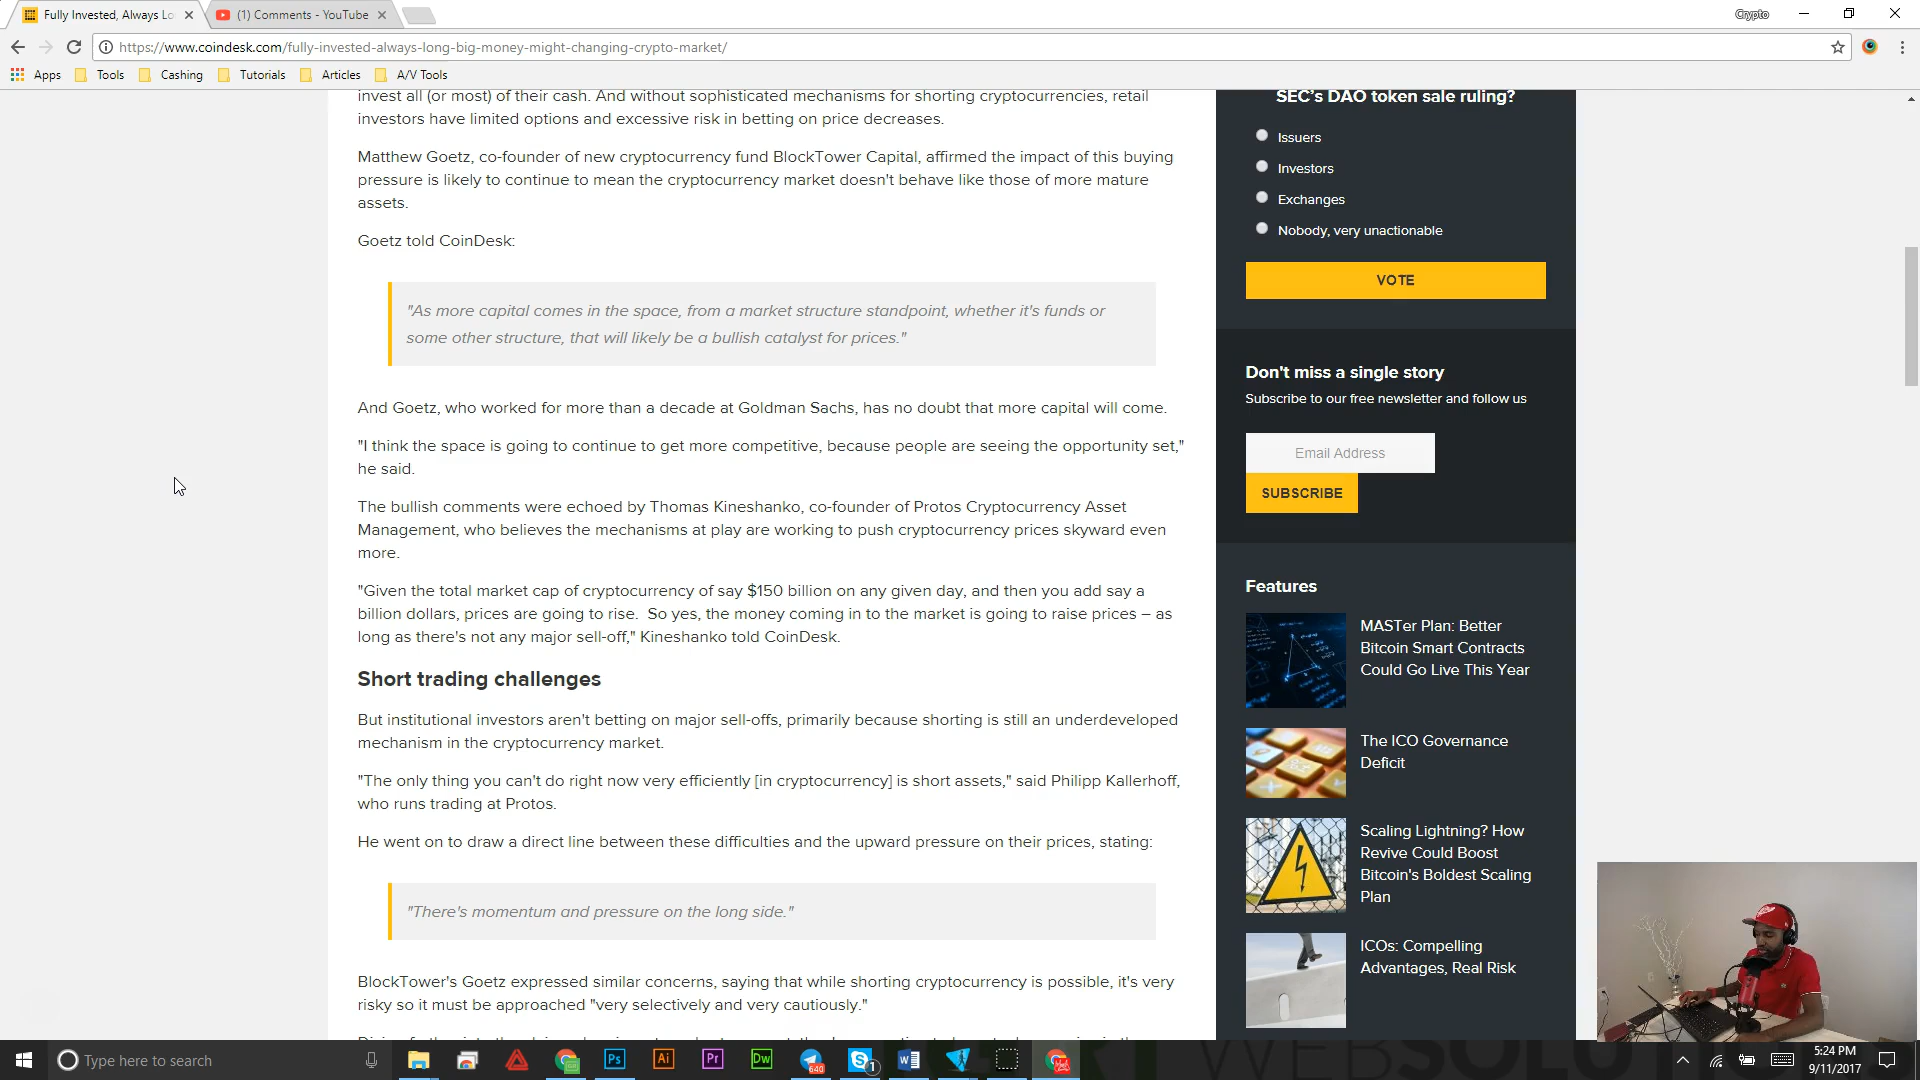 Fully Invested, Always Lo
(1) Comments - YouTube
Crypto
https://www.coindesk.com/fully-invested-always-long-big-money-might-changing-crypto-market/
Apps
Tools
Cashing
Tutorials
Articles
A/V Tools
invest all (or most) of their cash. And without sophisticated mechanisms for shorting cryptocurrencies, retail
investors have limited options and excessive risk in betting on price decreases.
Matthew Goetz, co-founder of new cryptocurrency fund BlockTower Capital, affirmed the impact of this buying
pressure is likely to continue to mean the cryptocurrency market doesn't behave like those of more mature
assets.
Goetz told CoinDesk:
"As more capital comes in the space, from a market structure standpoint, whether it's funds or
some other structure, that will likely be a bullish catalyst for prices."
And Goetz, who worked for more than a decade at Goldman Sachs, has no doubt that more capital will come.
"I think the space is going to continue to get more competitive, because people are seeing the opportunity set,"
he said.
The bullish comments were echoed by Thomas Kineshanko, co-founder of Protos Cryptocurrency Asset
Management, who believes the mechanisms at play are working to push cryptocurrency prices skyward even
more.
"Given the total market cap of cryptocurrency of say $150 billion on any given day, and then you add say a
billion dollars, prices are going to rise. So yes, the money coming in to the market is going to raise prices – as
long as there's not any major sell-off," Kineshanko told CoinDesk.
Short trading challenges
But institutional investors aren't betting on major sell-offs, primarily because shorting is still an underdeveloped
mechanism in the cryptocurrency market.
"The only thing you can't do right now very efficiently [in cryptocurrency] is short assets," said Philipp Kallerhoff,
who runs trading at Protos.
He went on to draw a direct line between these difficulties and the upward pressure on their prices, stating:
"There's momentum and pressure on the long side."
BlockTower's Goetz expressed similar concerns, saying that while shorting cryptocurrency is possible, it's very
risky so it must be approached "very selectively and very cautiously."
SEC's DAO token sale ruling?
Issuers
Investors
Exchanges
Nobody, very unactionable
VOTE
Don't miss a single story
Subscribe to our free newsletter and follow us
Email Address
SUBSCRIBE
Features
MASTer Plan: Better
Bitcoin Smart Contracts
Could Go Live This Year
The ICO Governance
Deficit
Scaling Lightning? How
Revive Could Boost
Bitcoin's Boldest Scaling
Plan
ICOs: Compelling
Advantages, Real Risk
Type here to search
Ps
Ai
Pr
Dw
640
1
WEB
5:24 PM
9/11/2017